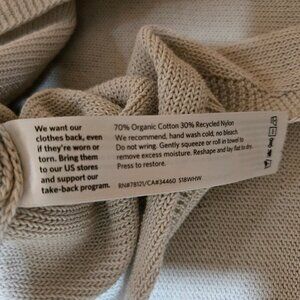 We want our
clothes back, even
if they're worn or
torn. Bring them
to our US stores
and support our
take-back program.
70% Organic Cotton 30% Recycled Nylon
We recommend, hand wash cold, no bleach.
Do not wring. Gently squeeze or roll in towel to
remove excess moisture. Reshape and lay flat to dry.
Press to restore.
RN#78121/CA#34460 S18WHW